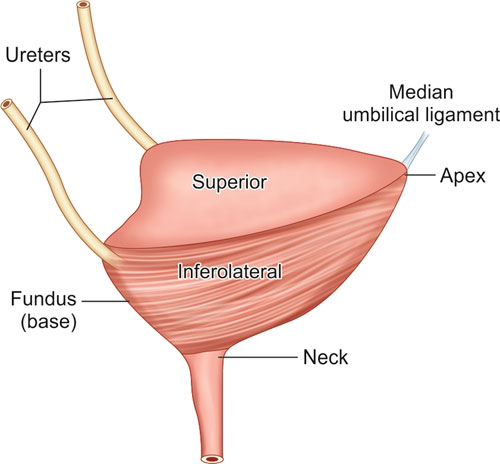 Ureters
Median
umbilical ligament
Superior
Apex
Inferolateral
Fundus
(base)
Neck